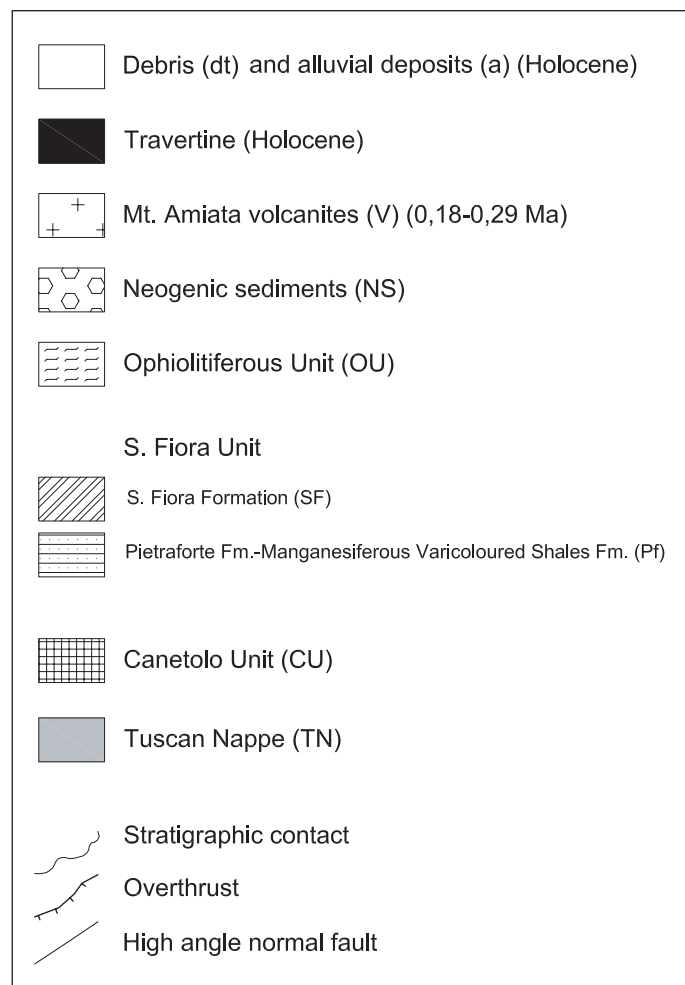 Debris (dt) and alluvial deposits (a) (Holocene)
Travertine (Holocene)
Mt. Amiata volcanites (V) (0,18-0,29 Ma)
Neogenic sediments (NS)
Ophiolitiferous Unit (OU)
S. Fiora Unit
S. Fiora Formation (SF)
Pietraforte Fm.-Manganesiferous Varicoloured Shales Fm. (Pf)
Canetolo Unit (CU)
Tuscan Nappe (TN)
Stratigraphic contact
Overthrust
High angle normal fault